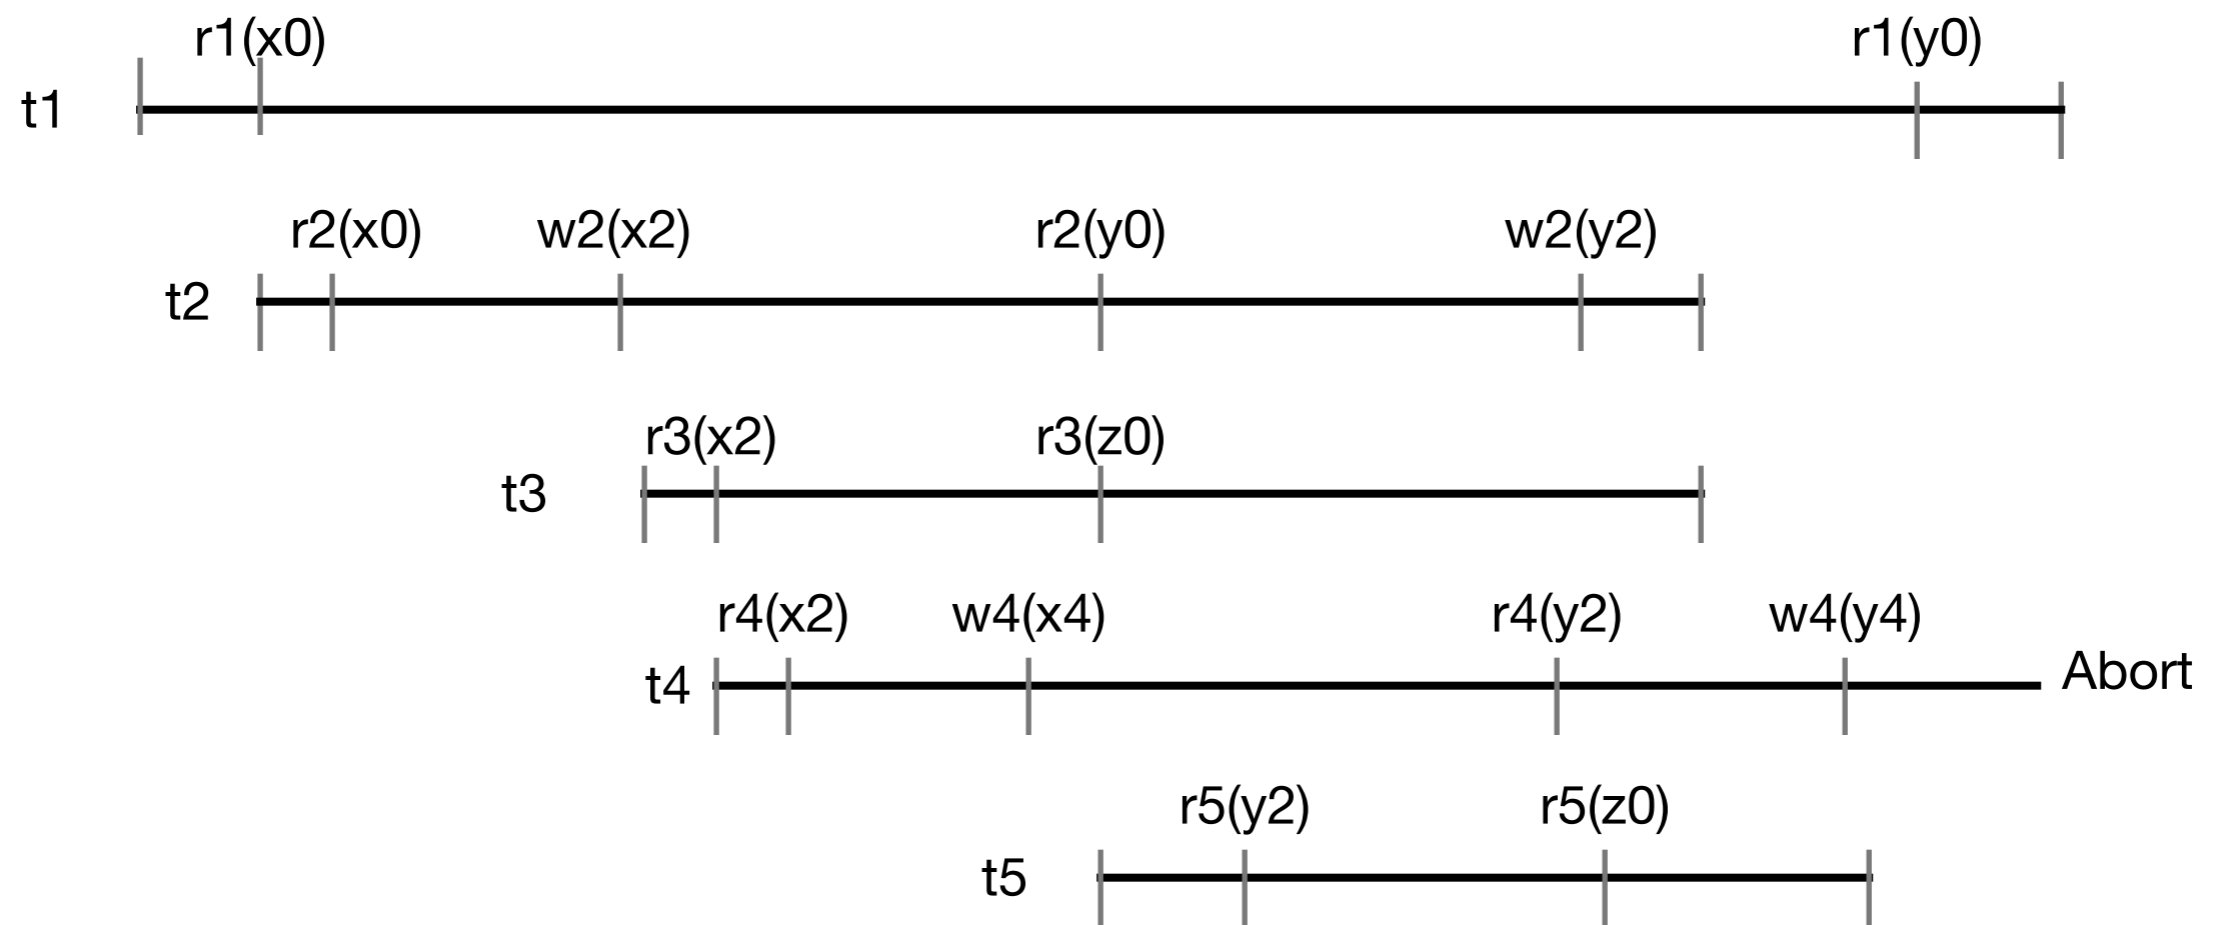 r1(x0) r1(y0)
t1
r2(x0) w2(x2) r2(y0) w2(y2)
t2
r3(x2) r3(z0)
t3
r4(x2) w4(x4) r4(y2) w4(y4)
t4 Abort
r5(y2) r5(z0)
t5